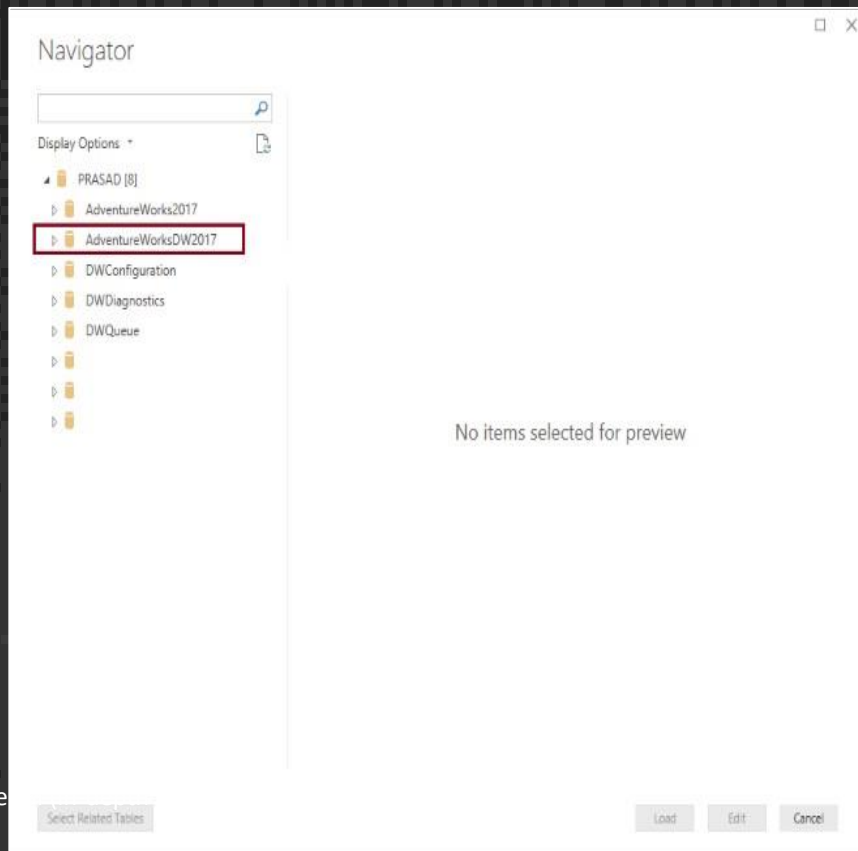 Navigator
Display Options
PRASAD [8]
AdventureWorks2017
AdventureWorksDW2017
DWConfiguration
DWDiagnostics
DWQueue
No items selected for preview
Select Related Tables
Load Edit Cancel